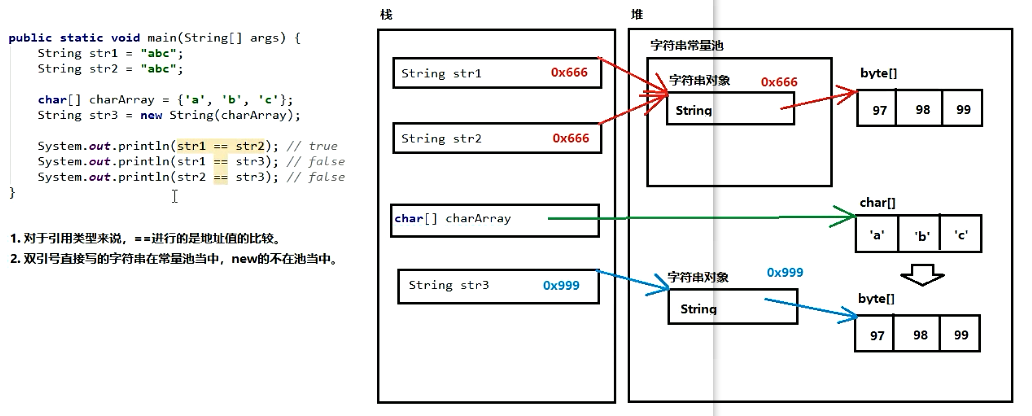 public static void main(String[] args) {
String str1 = "abc";
String str2 = "abc";
char[] charArray = {'a', 'b', 'c'};
String str3 = new String(charArray);
System.out.println(str1 == str2); // true
System.out.println(str1 == str3); // false
System.out.println(str2 == str3); // false
}
1. 对于引用类型来说，==进行的是地址值的比较。
2. 双引号直接写的字符串在常量池当中，new的不在池当中。
栈
String str1 0x666
String str2 0x666
char[] charArray
String str3 0x999
堆
字符串常量池
字符串对象 0x666
String
byte[]
97 98 99
char[]
'a' 'b' 'c'
字符串对象 0x999
String
byte[]
97 98 99